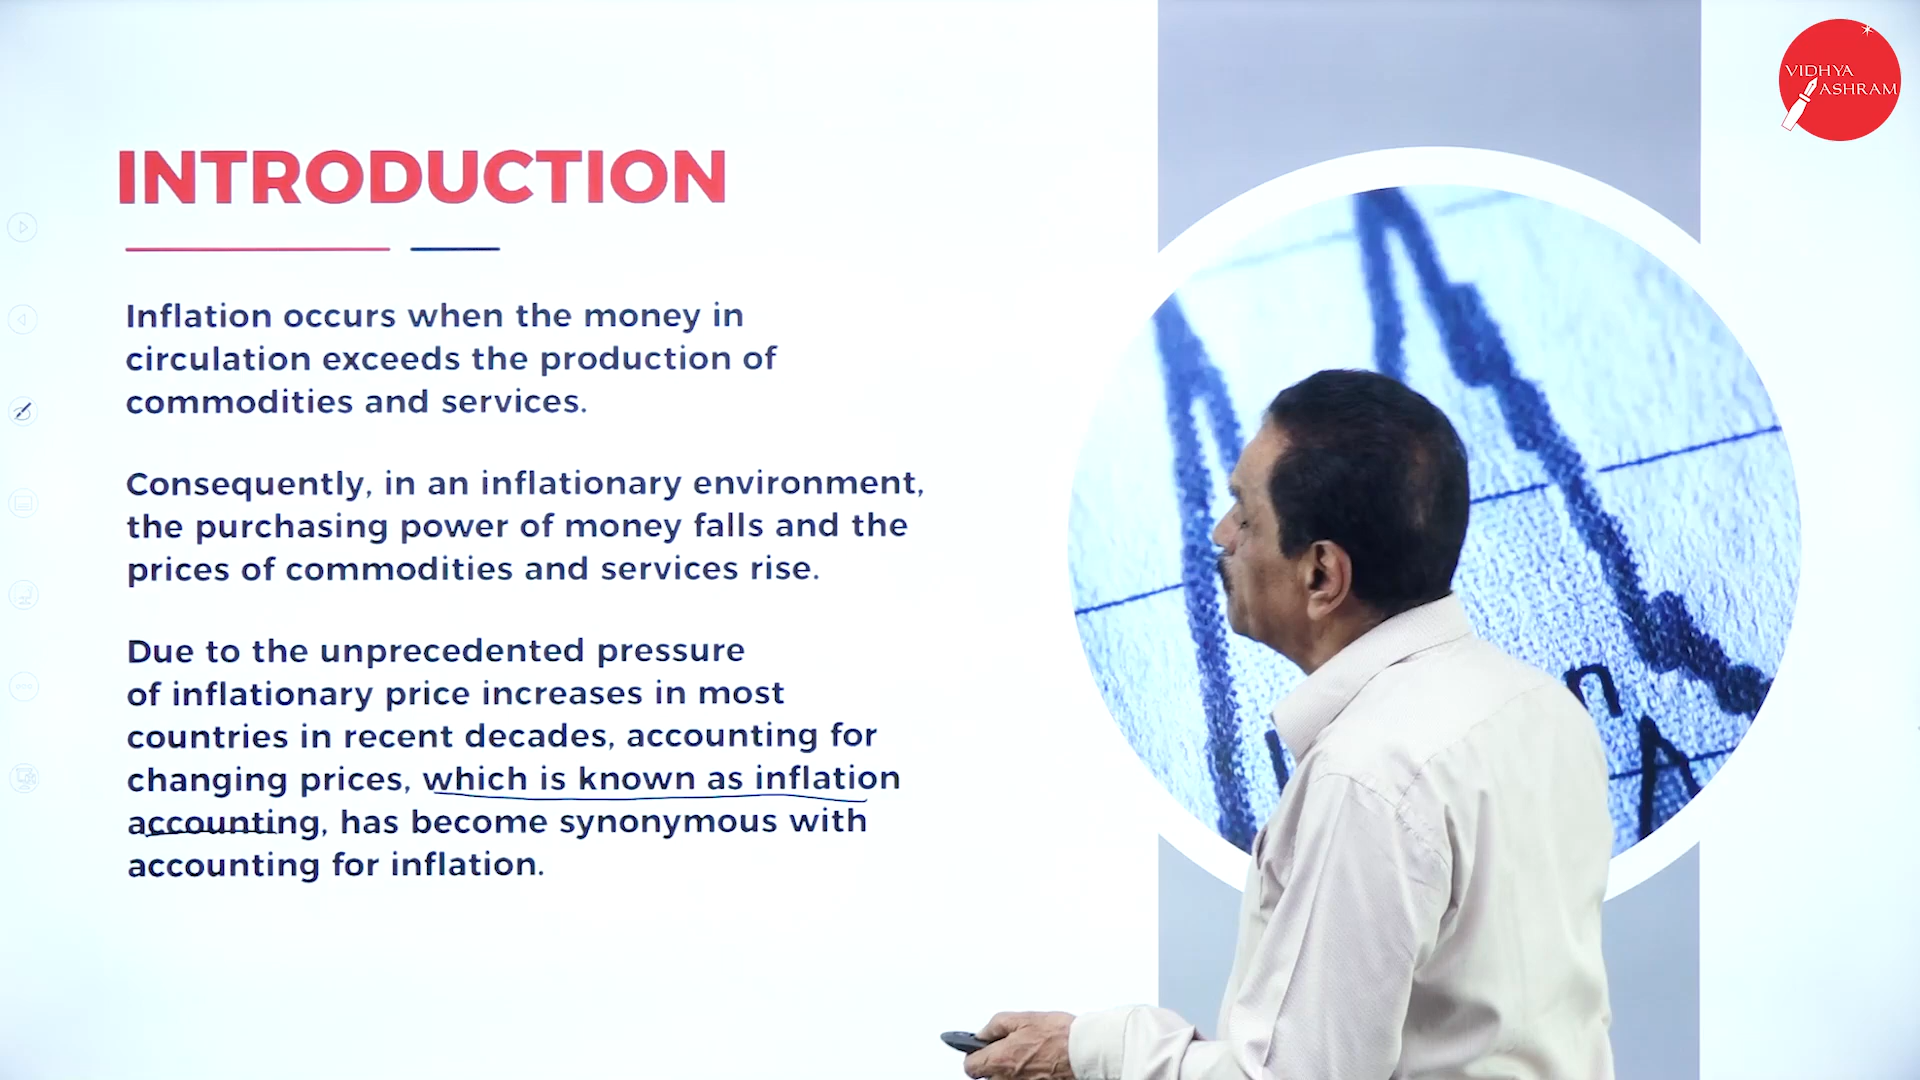 VIDHYA
ASHRAM
INTRODUCTION
Inflation occurs when the money in
circulation exceeds the production of
commodities and services.
Consequently, in an inflationary environment,
the purchasing power of money falls and the
prices of commodities and services rise.
Due to the unprecedented pressure
of inflationary price increases in most
countries in recent decades, accounting for
changing prices, which is known as inflation
accounting, has become synonymous with
accounting for inflation.
n